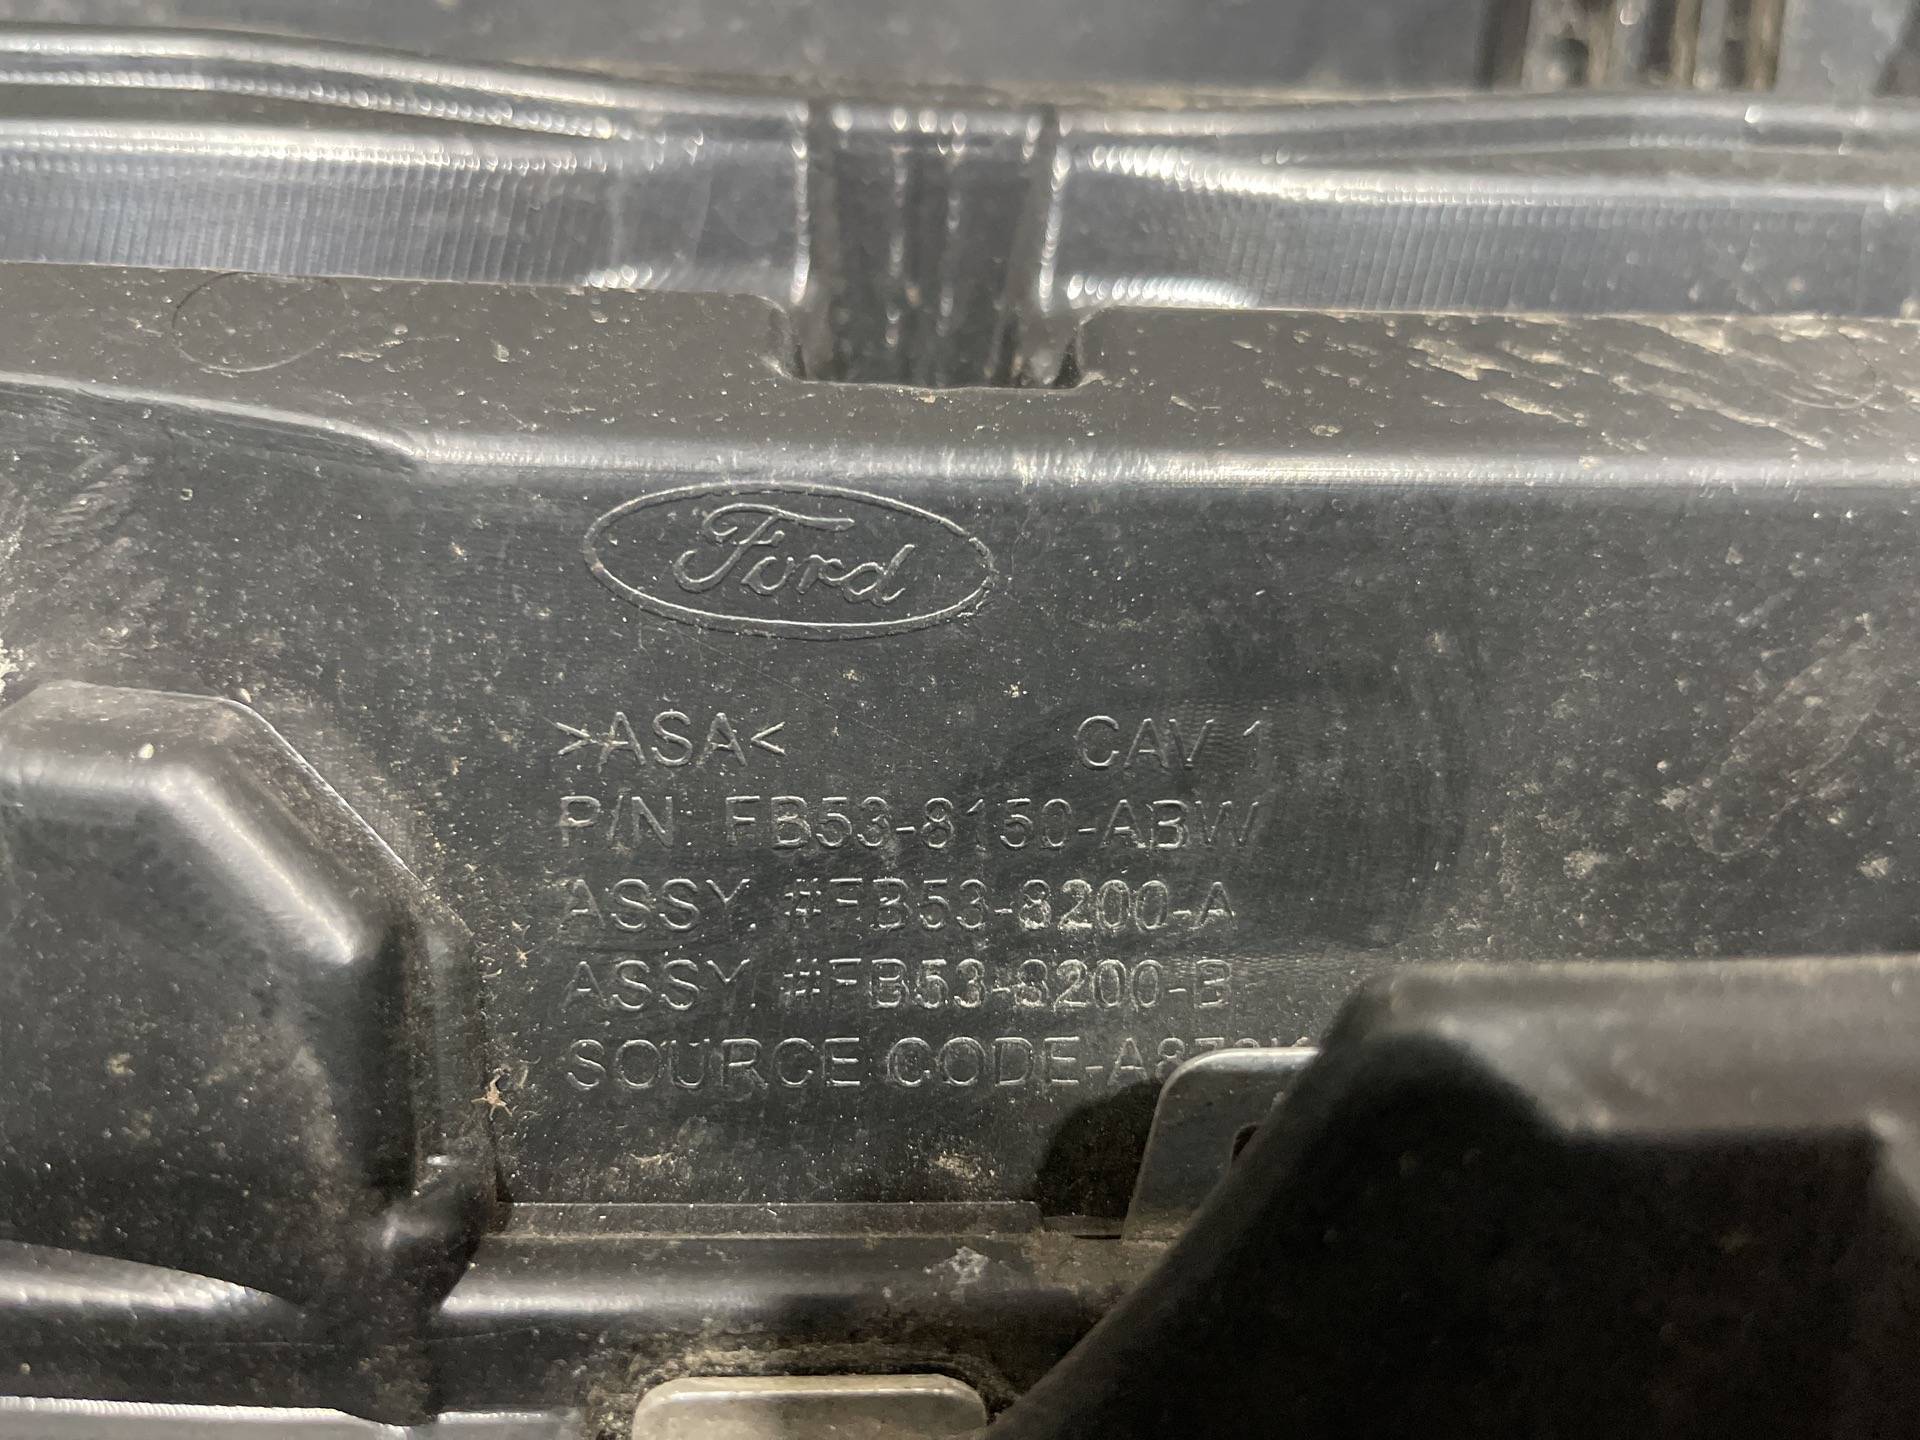 Ford
>ASA< CAV 1
P/N FB53-8150-ABW
ASSY. #FB53-8200-A
ASSY. #FB53-8200-B
SOURCE CODE